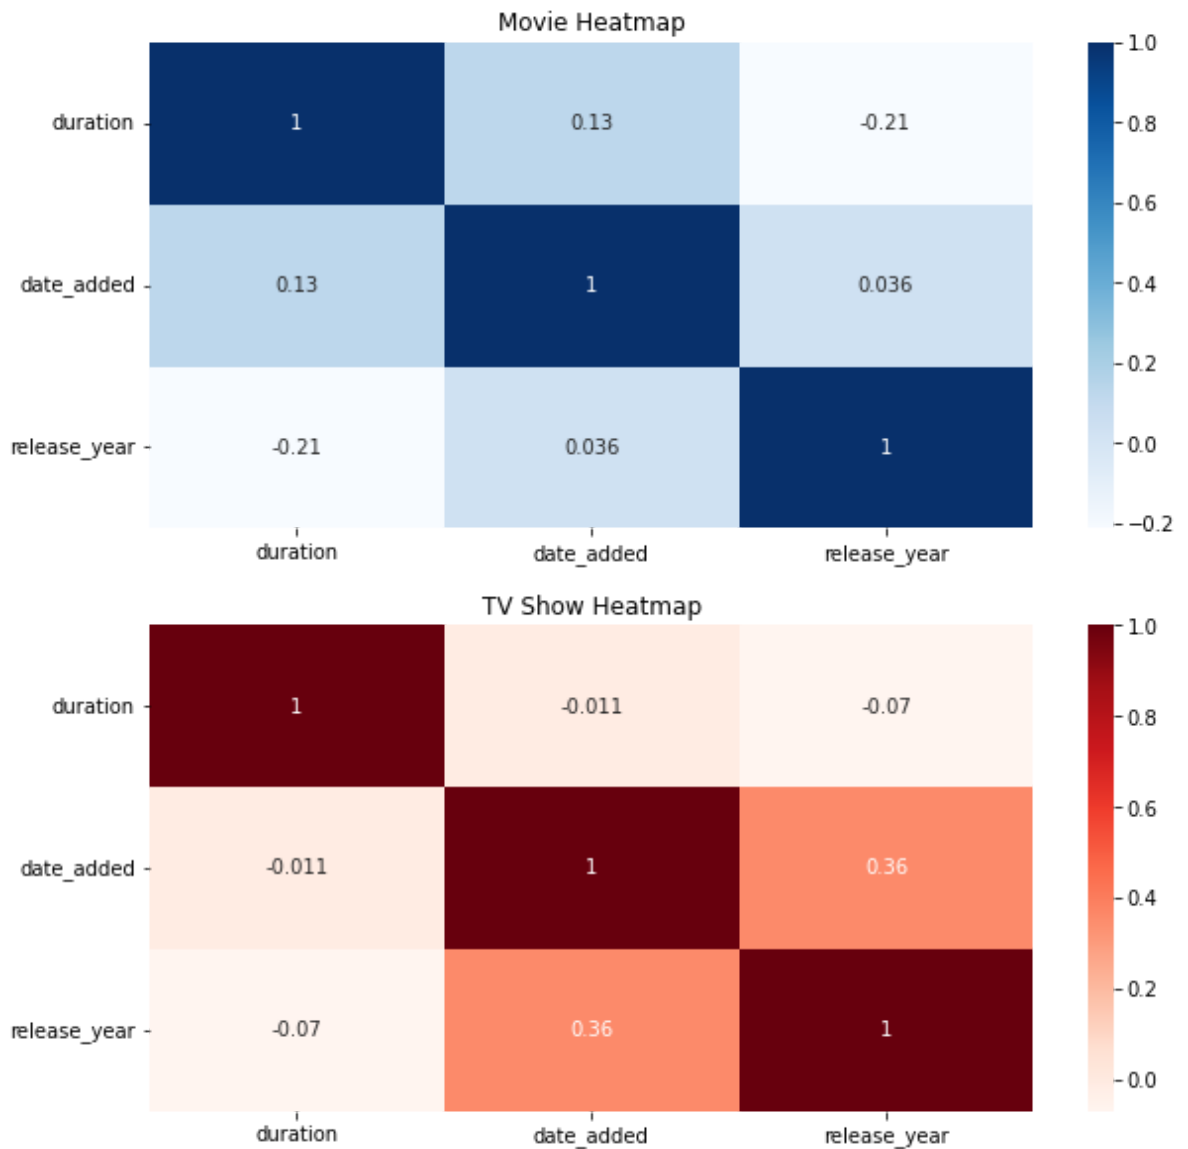 Movie Heatmap
duration 1 0.13 -0.21
date_added 0.13 1 0.036
release_year -0.21 0.036 1
duration date_added release_year
1.0
0.8
0.6
0.4
0.2
0.0
−0.2
TV Show Heatmap
duration 1 -0.011 -0.07
date_added -0.011 1 0.36
release_year -0.07 0.36 1
duration date_added release_year
1.0
0.8
0.6
0.4
0.2
0.0